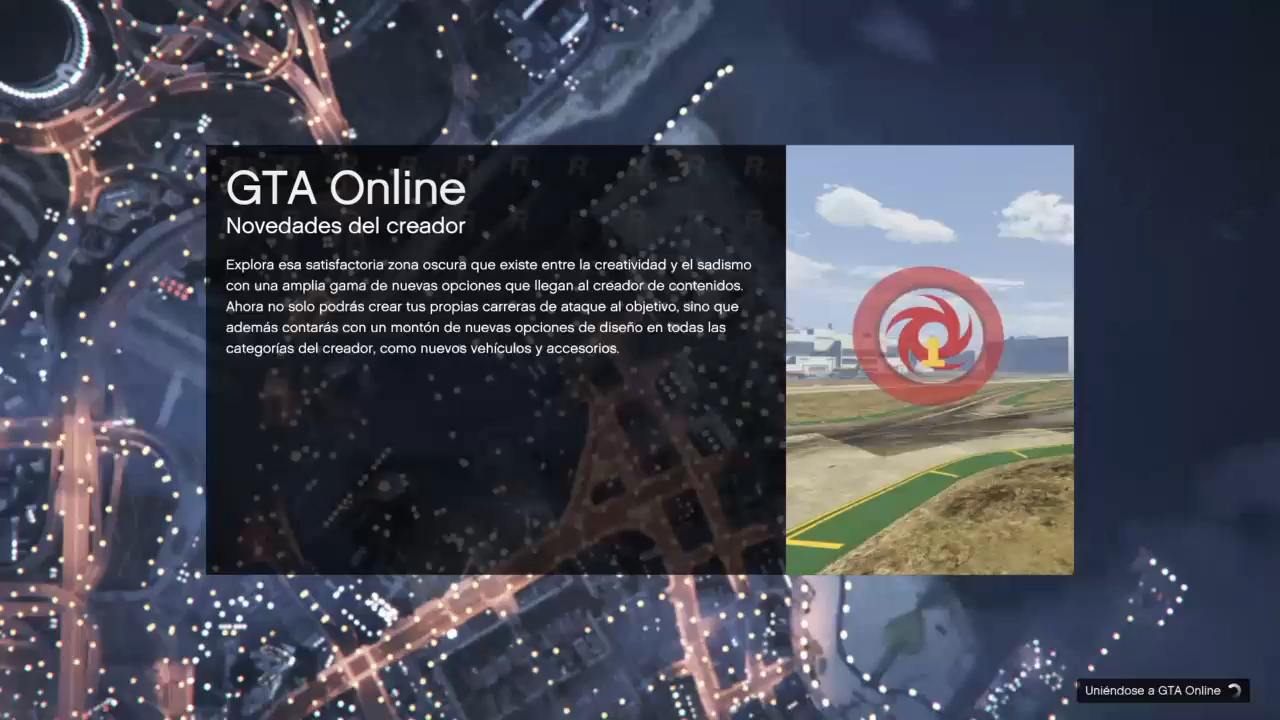 GTA Online
Novedades del creador
Explora esa satisfactoria zona oscura que existe entre la creatividad y el sadismo
con una amplia gama de nuevas opciones que llegan al creador de contenidos.
Ahora no solo podrás crear tus propias carreras de ataque al objetivo, sino que
además contarás con un montón de nuevas opciones de diseño en todas las
categorías del creador, como nuevos vehículos y accesorios.
1
Uniéndose a GTA Online